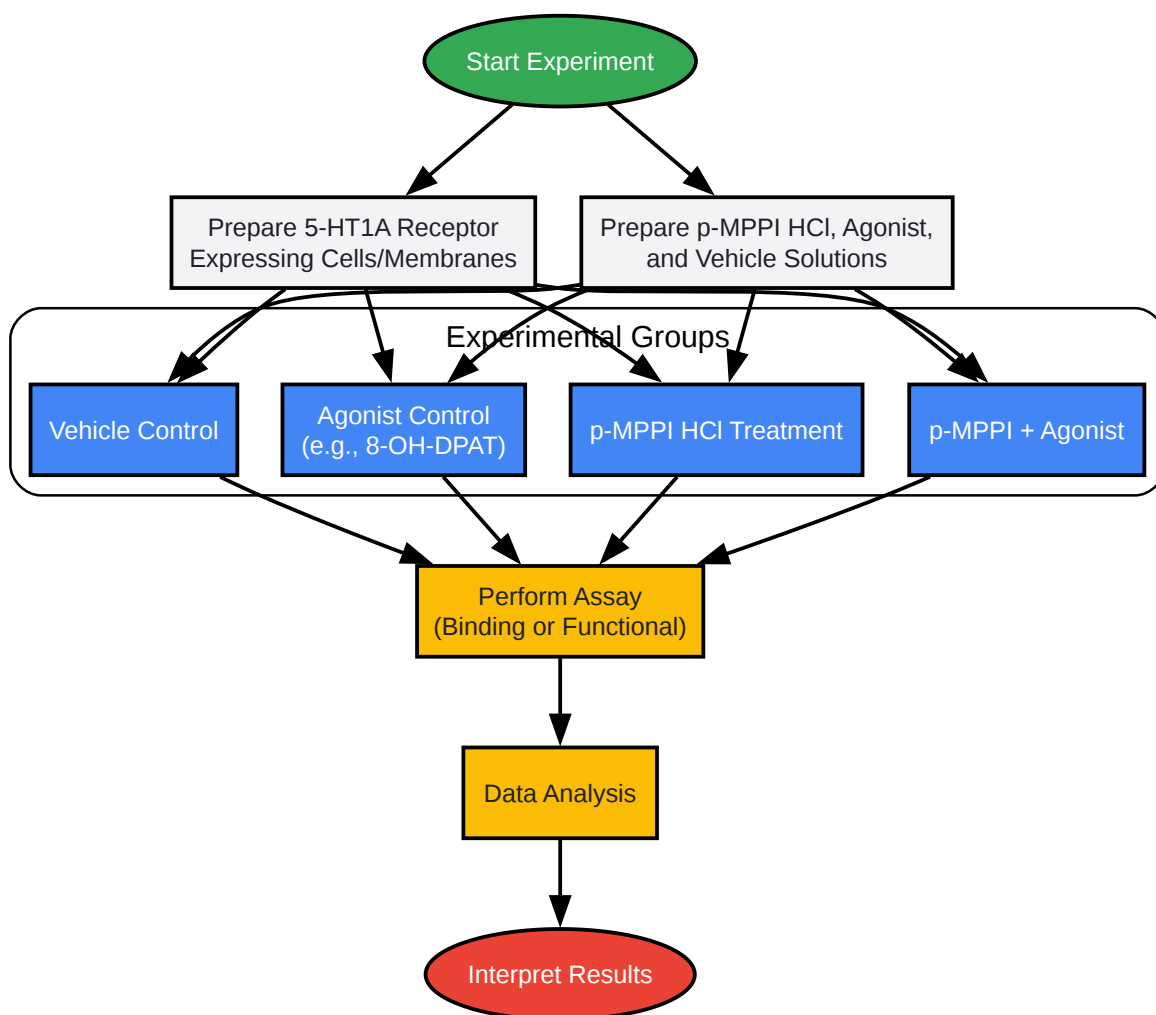 Start Experiment
Prepare 5-HT1A Receptor
Expressing Cells/Membranes
Prepare p-MPPI HCl, Agonist,
and Vehicle Solutions
Experimental Groups
Vehicle Control
Agonist Control
(e.g., 8-OH-DPAT)
p-MPPI HCl Treatment
p-MPPI + Agonist
Perform Assay
(Binding or Functional)
Data Analysis
Interpret Results